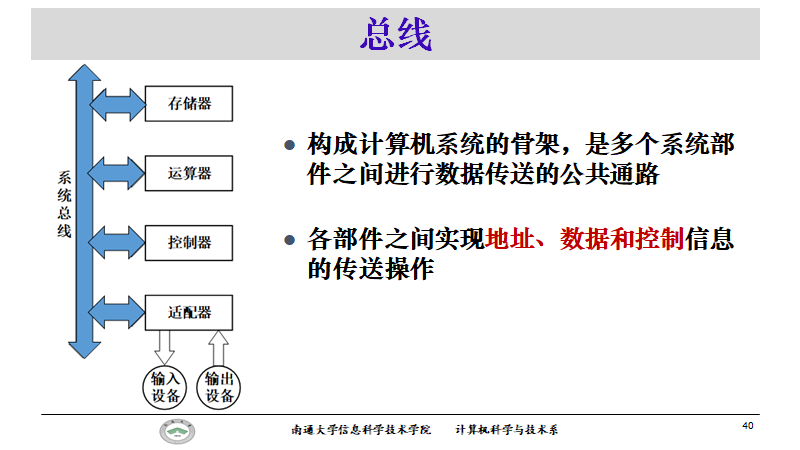 总线
系统总线
存储器
运算器
控制器
适配器
输入
设备
输出
设备
● 构成计算机系统的骨架，是多个系统部
件之间进行数据传送的公共通路
● 各部件之间实现地址、数据和控制信息
的传送操作
南通大学信息科学技术学院 计算机科学与技术系
40